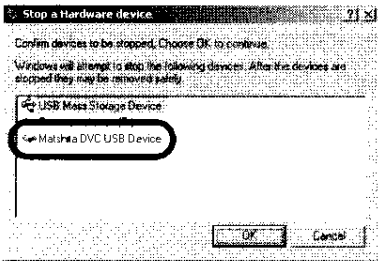 Stop a Hardware device
Confirm devices to be stopped, Choose OK to continue.
Windows will attempt to stop the following devices. After the devices are
stopped they may be removed safely.
USB Mass Storage Device
Matshita DVC USB Device
OK
Cancel